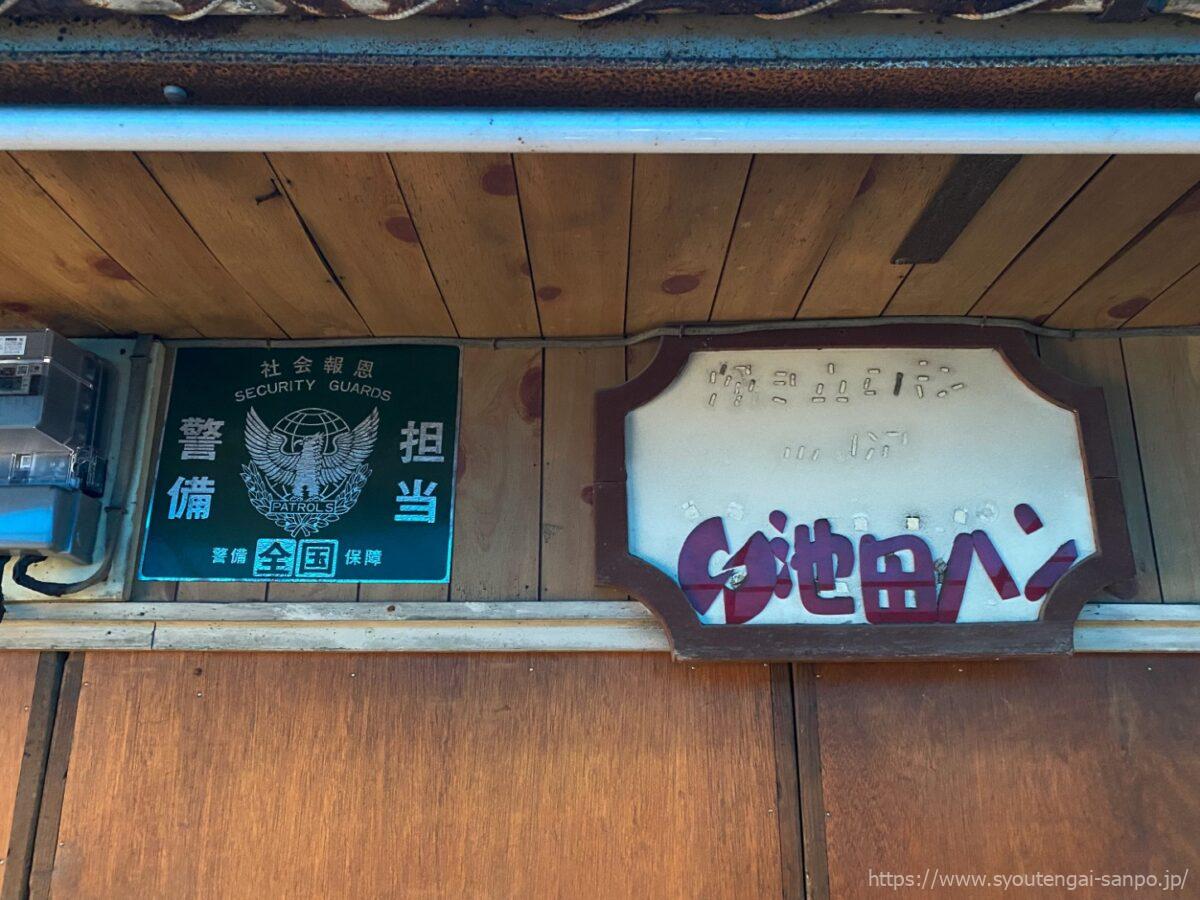 社会報恩
SECURITY GUARDS
警備
担当
PATROLS
警備 全国 保障
の池田パン
https://www.syoutengai-sanpo.jp/